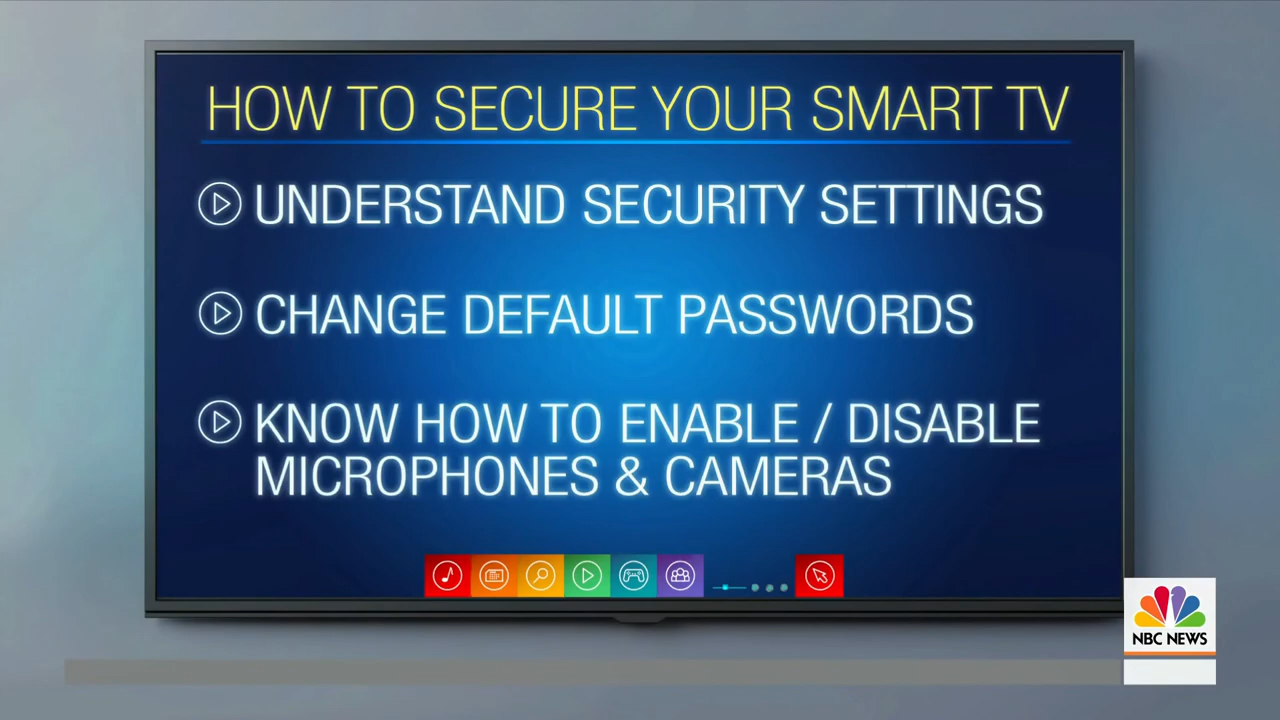 HOW TO SECURE YOUR SMART TV
UNDERSTAND SECURITY SETTINGS
CHANGE DEFAULT PASSWORDS
KNOW HOW TO ENABLE / DISABLE
MICROPHONES & CAMERAS
NBC NEWS